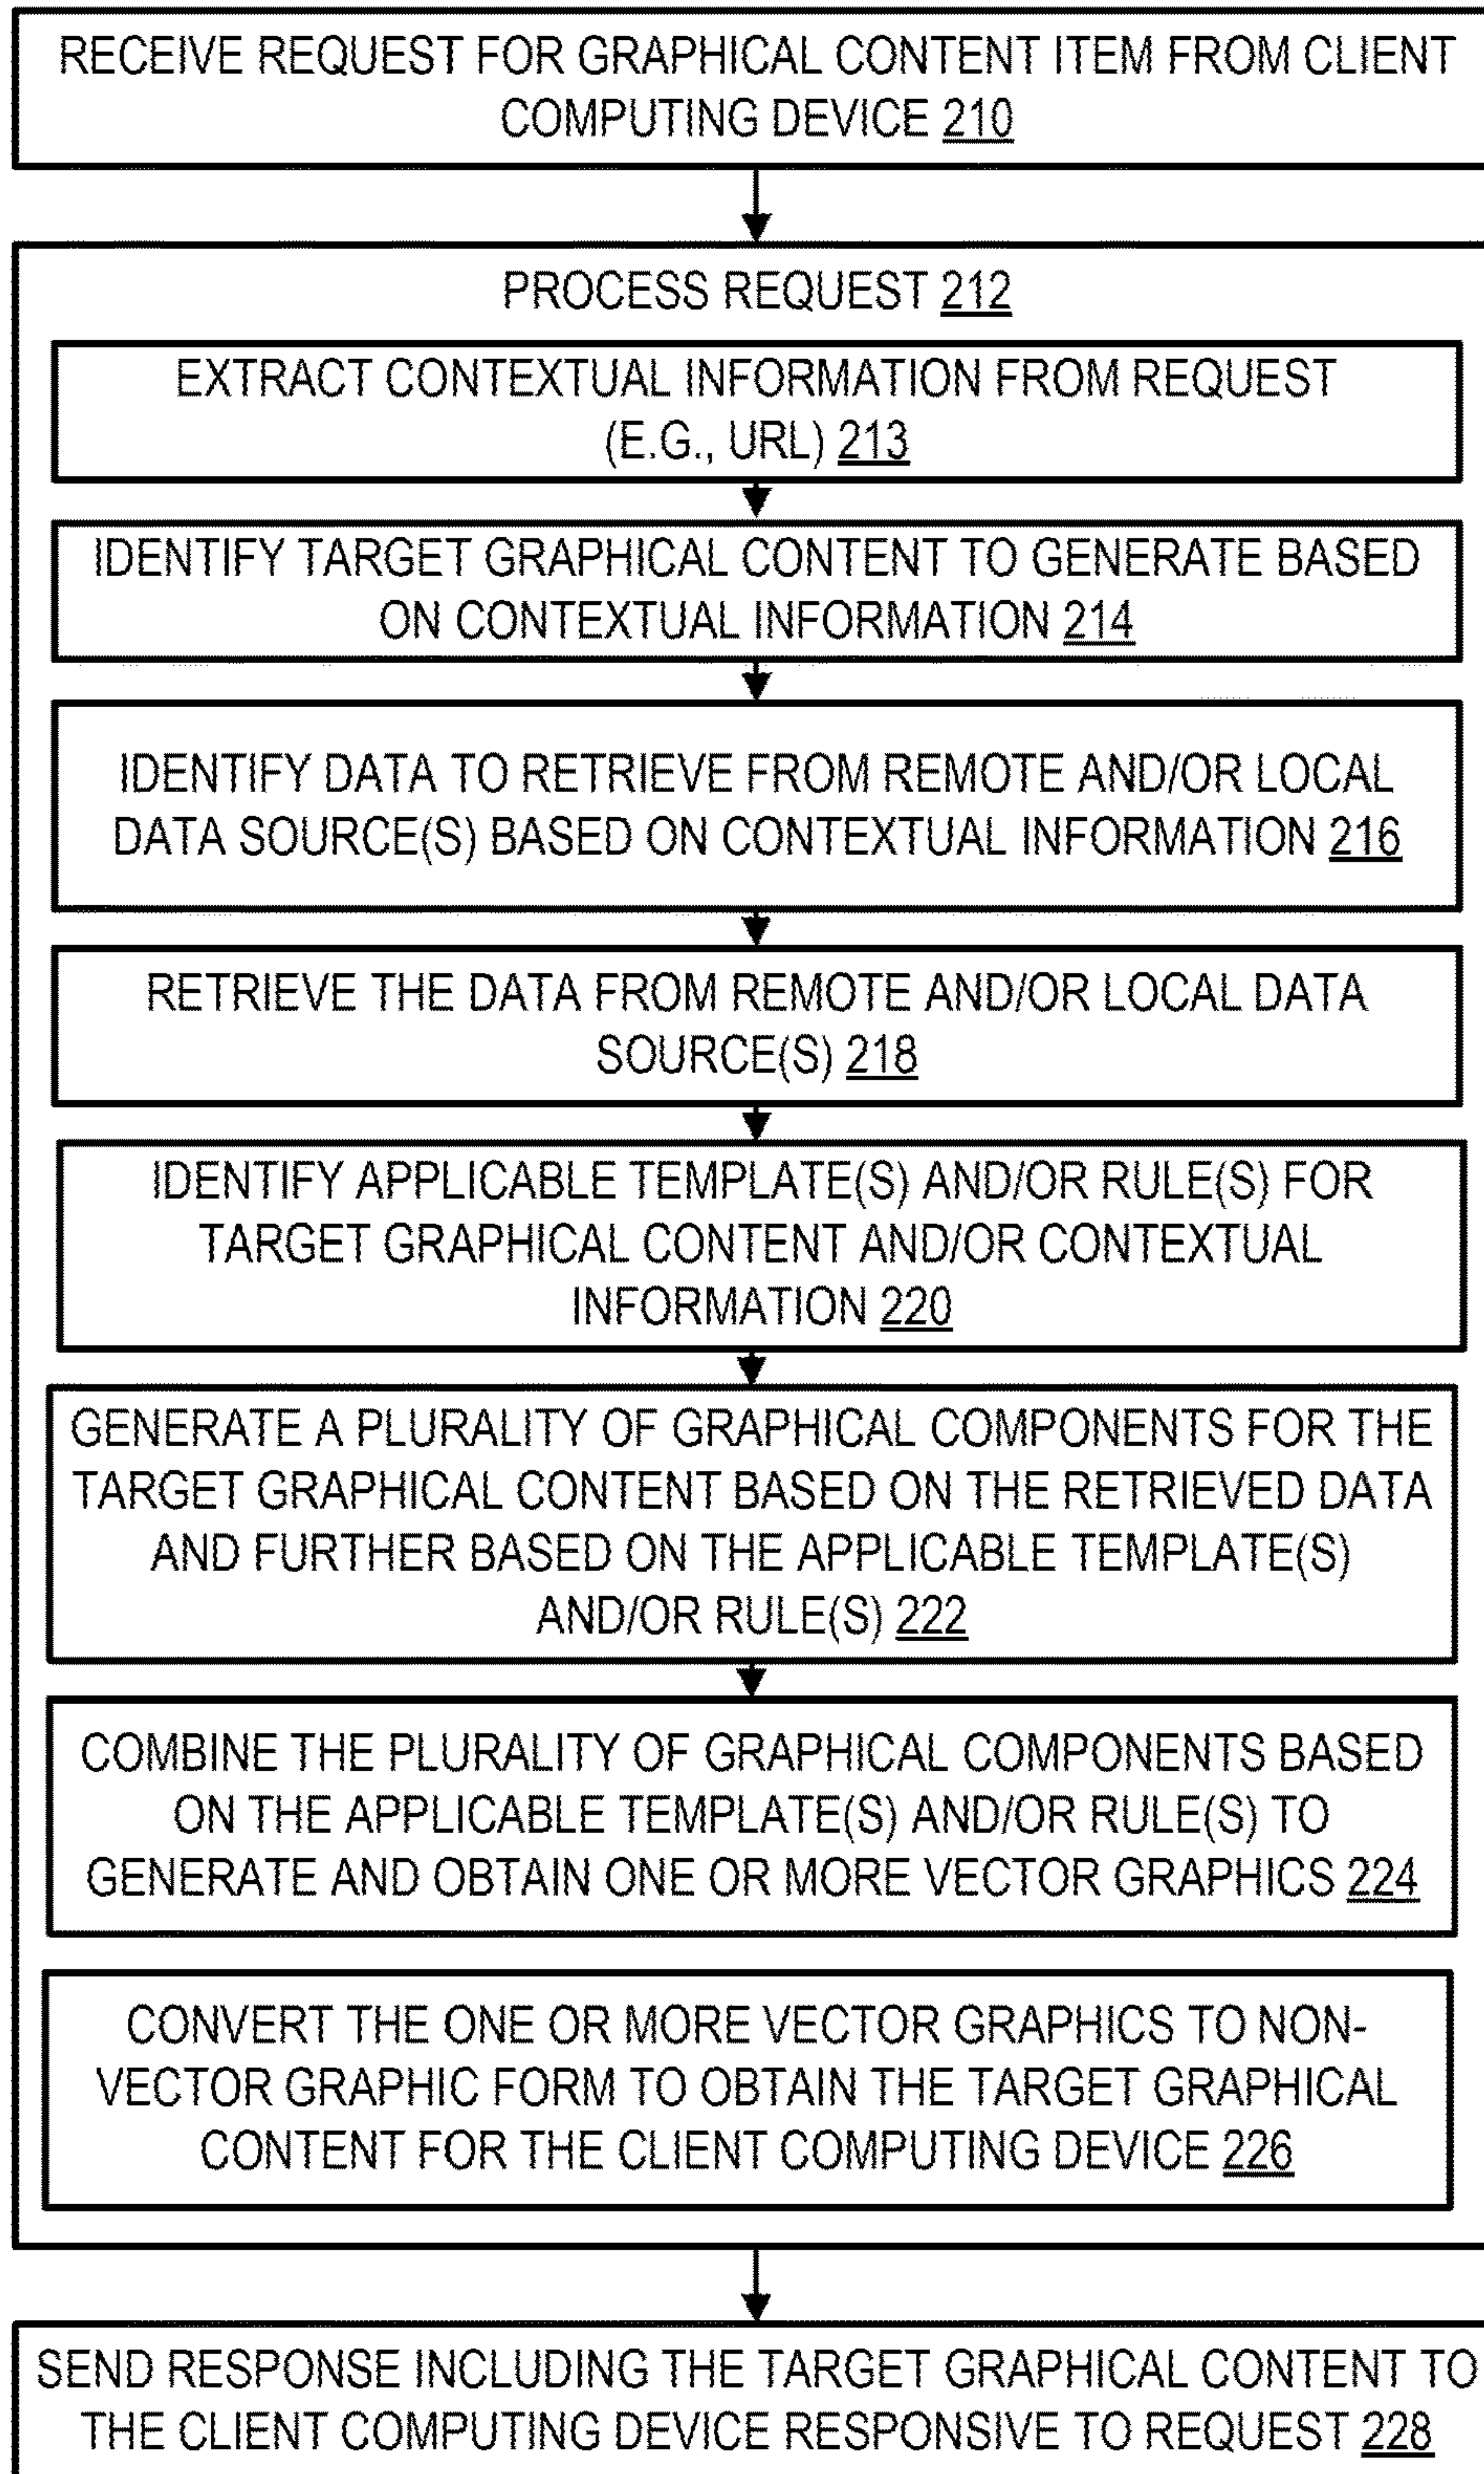 RECEIVE REQUEST FOR GRAPHICAL CONTENT ITEM FROM CLIENT
COMPUTING DEVICE 210
PROCESS REQUEST 212
EXTRACT CONTEXTUAL INFORMATION FROM REQUEST
(E.G., URL) 213
IDENTIFY TARGET GRAPHICAL CONTENT TO GENERATE BASED
ON CONTEXTUAL INFORMATION 214
IDENTIFY DATA TO RETRIEVE FROM REMOTE AND/OR LOCAL
DATA SOURCE(S) BASED ON CONTEXTUAL INFORMATION 216
RETRIEVE THE DATA FROM REMOTE AND/OR LOCAL DATA
SOURCE(S) 218
IDENTIFY APPLICABLE TEMPLATE(S) AND/OR RULE(S) FOR
TARGET GRAPHICAL CONTENT AND/OR CONTEXTUAL
INFORMATION 220
GENERATE A PLURALITY OF GRAPHICAL COMPONENTS FOR THE
TARGET GRAPHICAL CONTENT BASED ON THE RETRIEVED DATA
AND FURTHER BASED ON THE APPLICABLE TEMPLATE(S)
AND/OR RULE(S) 222
COMBINE THE PLURALITY OF GRAPHICAL COMPONENTS BASED
ON THE APPLICABLE TEMPLATE(S) AND/OR RULE(S) TO
GENERATE AND OBTAIN ONE OR MORE VECTOR GRAPHICS 224
CONVERT THE ONE OR MORE VECTOR GRAPHICS TO NON-
VECTOR GRAPHIC FORM TO OBTAIN THE TARGET GRAPHICAL
CONTENT FOR THE CLIENT COMPUTING DEVICE 226
SEND RESPONSE INCLUDING THE TARGET GRAPHICAL CONTENT TO
THE CLIENT COMPUTING DEVICE RESPONSIVE TO REQUEST 228